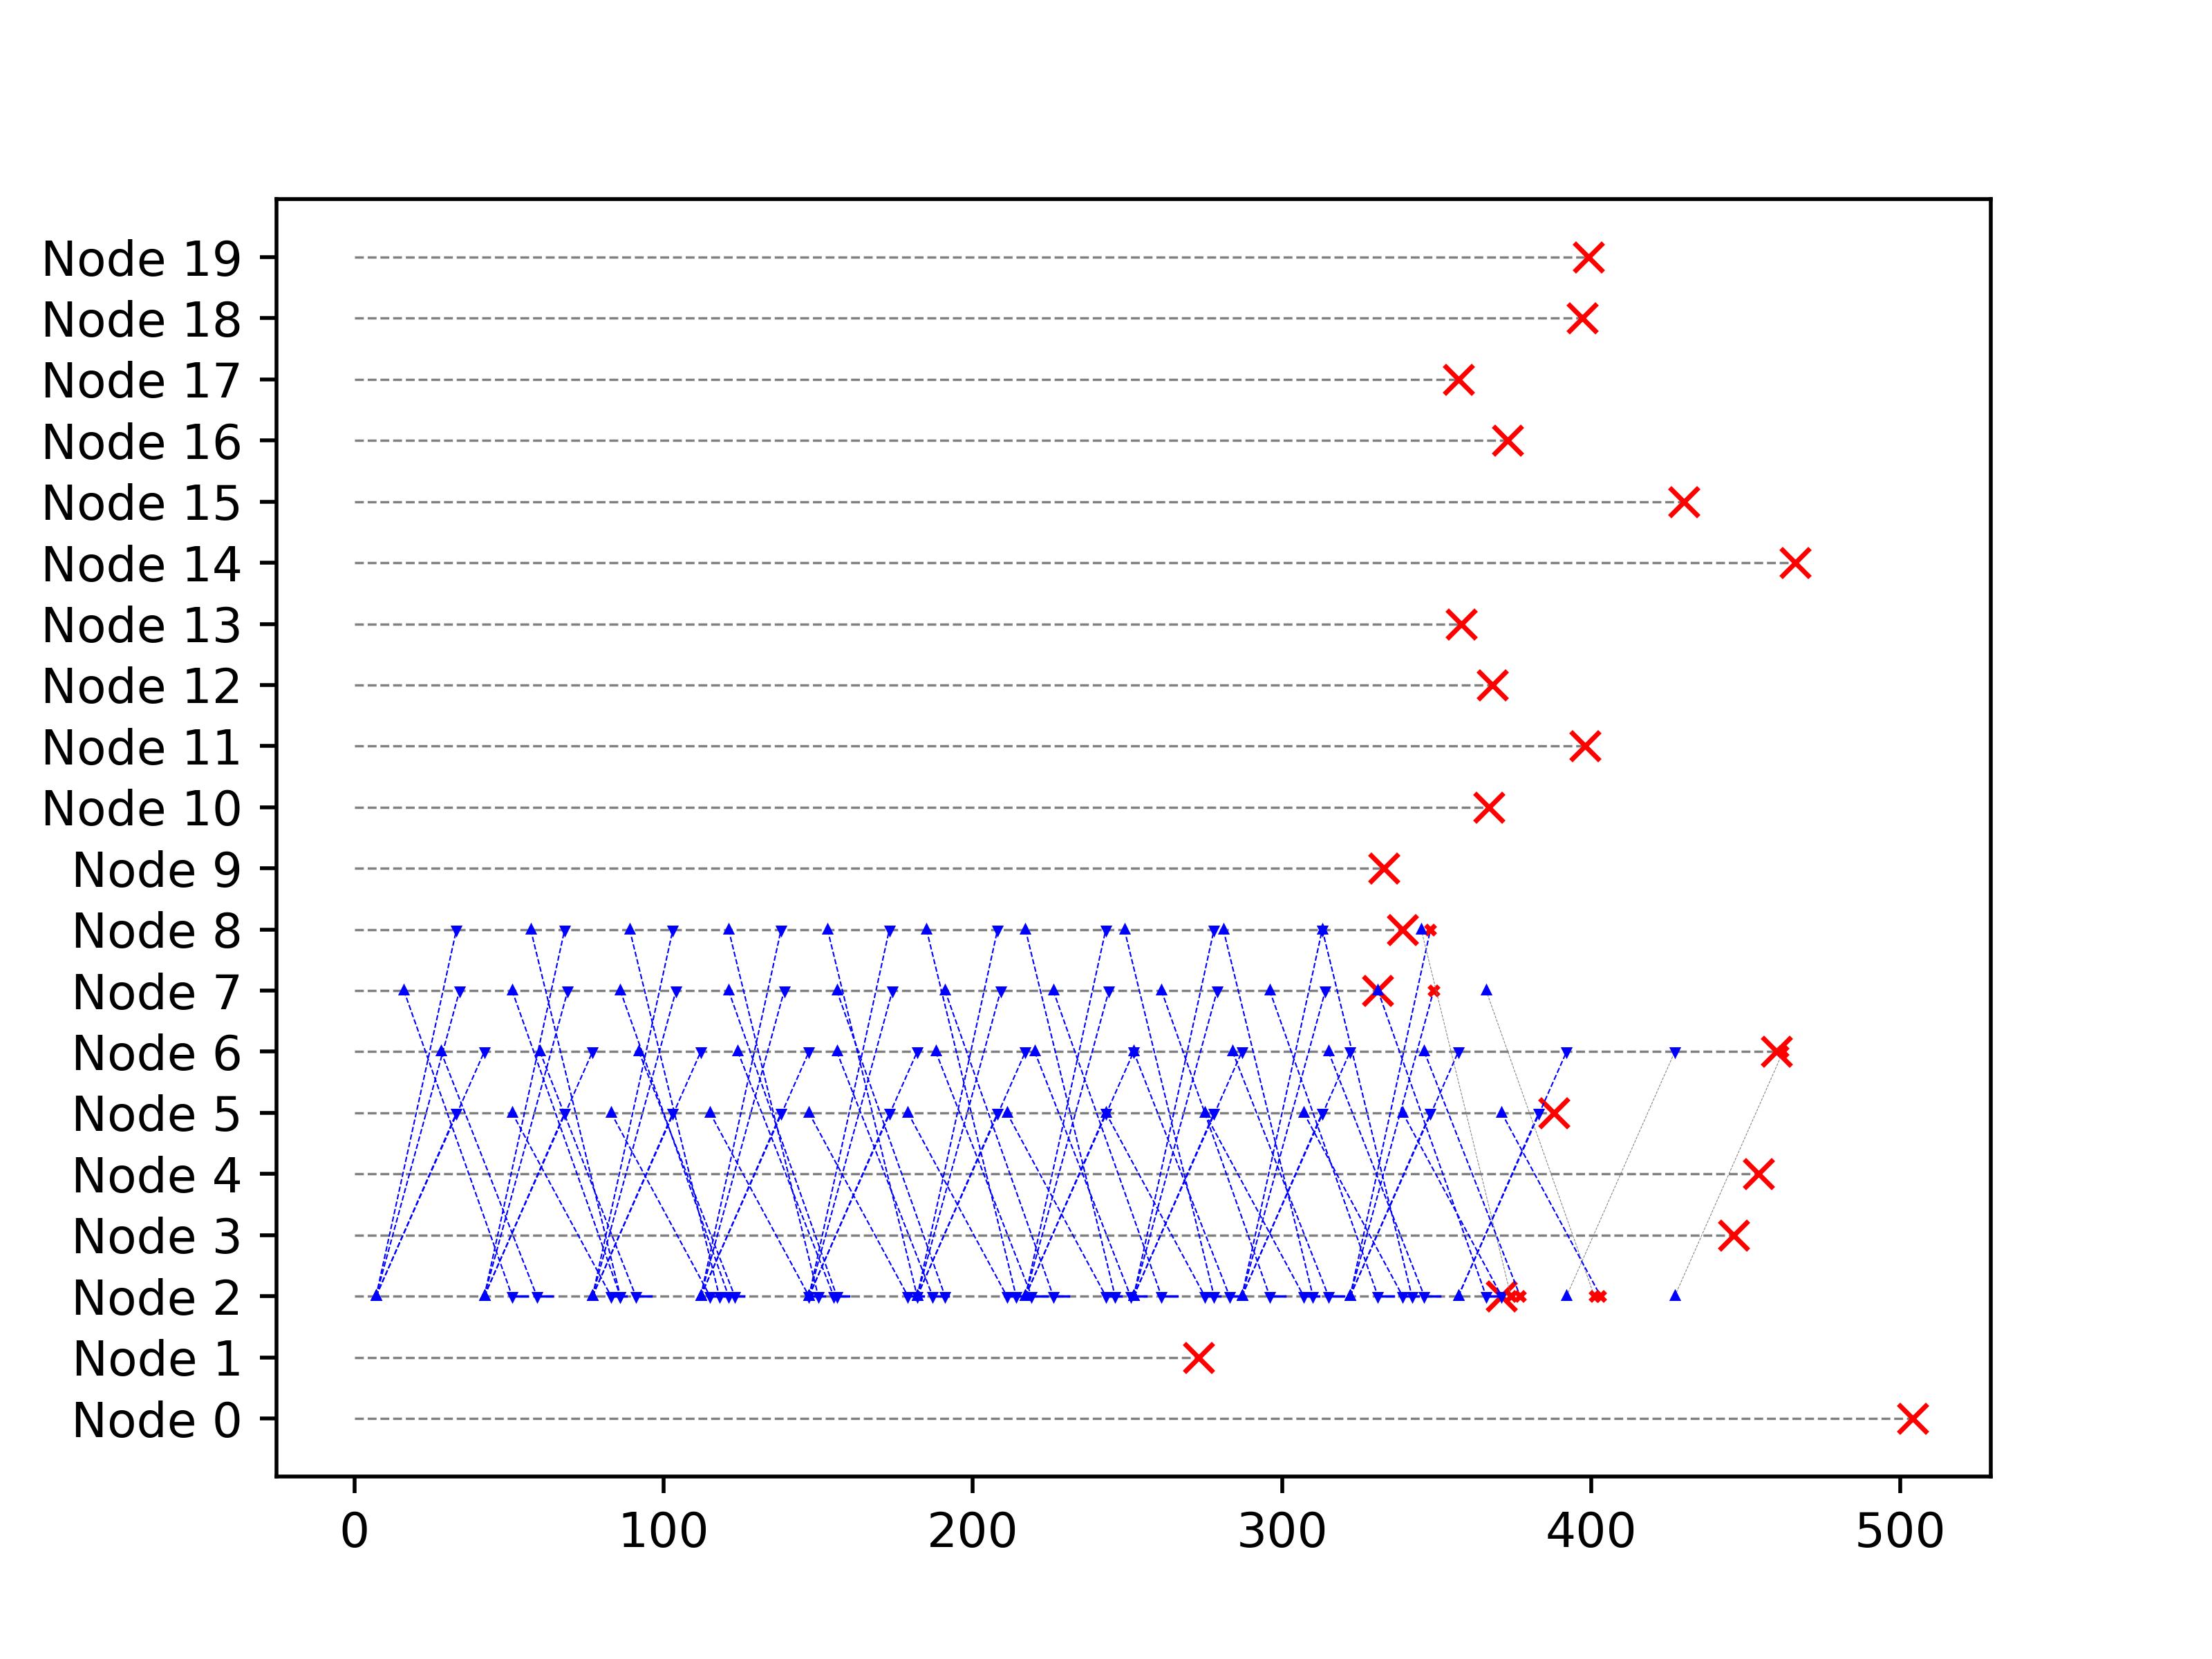 Node 19
Node 18
Node 17
Node 16
Node 15
Node 14
Node 13
Node 12
Node 11
Node 10
Node 9
Node 8
Node 7
Node 6
Node 5
Node 4
Node 3
Node 2
Node 1
Node 0
0 100 200 300 400 500